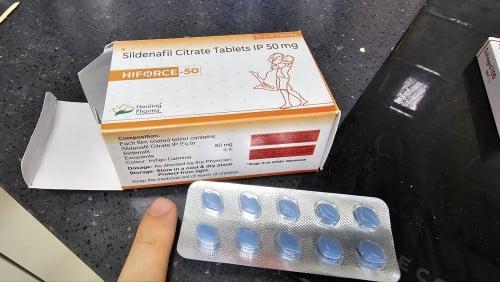 Sildenafil Citrate Tablets IP 50 mg
HIFORCE-50
Healing
Pharma
Composition:
Each film coated tablet contains:
Sildenafil Citrate IP Eq.to
Sildenafil 50 mg
Excipients q.s.
Colour: Indigo Carmine
Dosage: As directed by the Physician.
Storage: Store in a cool & dry place.
Protect from light.
Keep the medicine out of reach of children